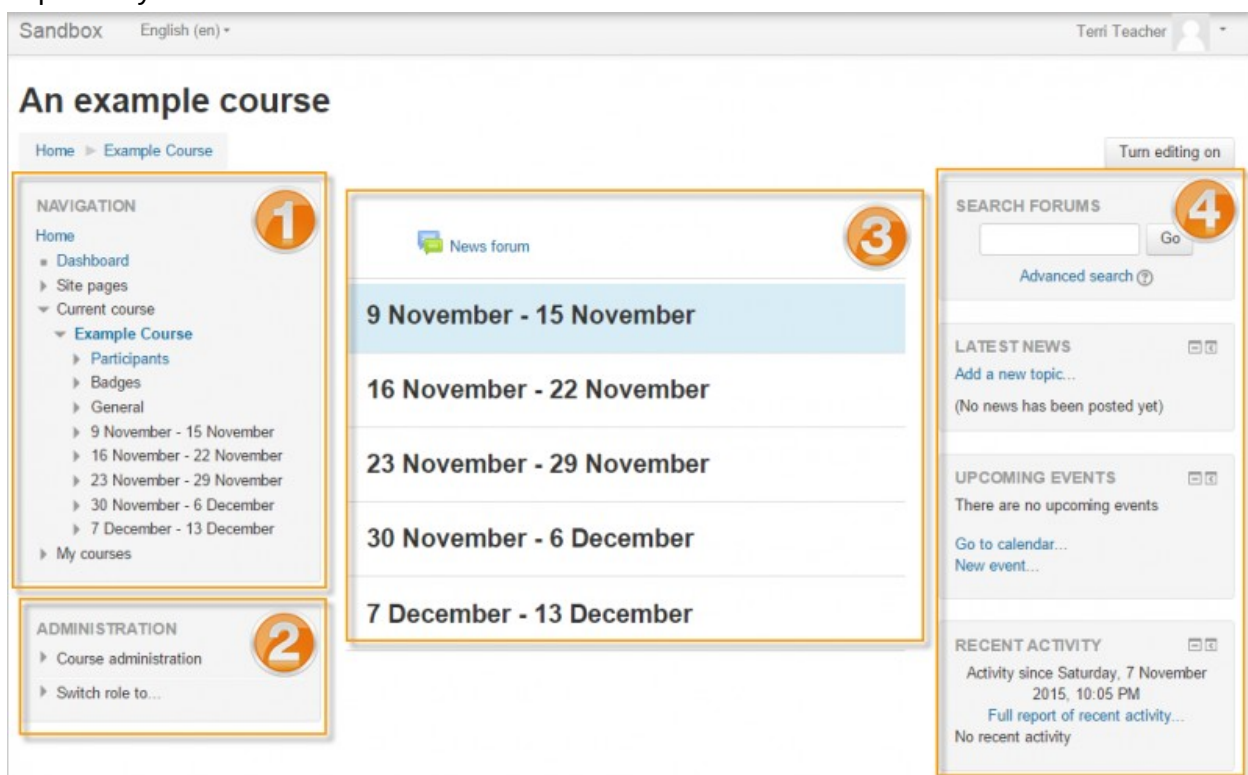 Sandbox English (en)
Terri Teacher
An example course
Home Example Course
Turn editing on
NAVIGATION
1
Home
Dashboard
Site pages
Current course
Example Course
Participants
Badges
General
9 November - 15 November
16 November - 22 November
23 November - 29 November
30 November - 6 December
7 December - 13 December
My courses
ADMINISTRATION
2
Course administration
Switch role to...
News forum
3
9 November - 15 November
16 November - 22 November
23 November - 29 November
30 November - 6 December
7 December - 13 December
SEARCH FORUMS
4
Go
Advanced search ?
LATEST NEWS
Add a new topic...
(No news has been posted yet)
UPCOMING EVENTS
There are no upcoming events
Go to calendar...
New event...
RECENT ACTIVITY
Activity since Saturday, 7 November
2015, 10:05 PM
Full report of recent activity...
No recent activity